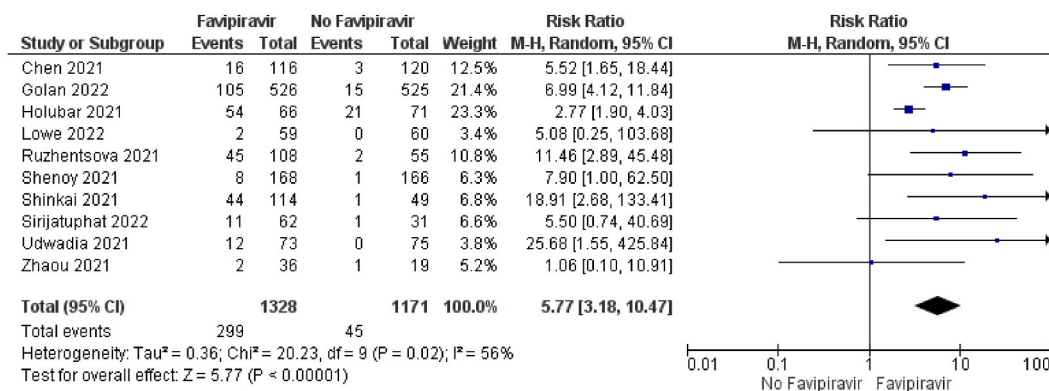 Favipiravir No Favipiravir Risk Ratio Risk Ratio
Study or Subgroup Events Total Events Total Weight M-H, Random, 95% CI M-H, Random, 95% CI
Chen 2021 16 116 3 120 12.5% 5.52 [1.65, 18.44]
Golan 2022 105 526 15 525 21.4% 6.99 [4.12, 11.84]
Holubar 2021 54 66 21 71 23.3% 2.77 [1.90, 4.03]
Lowe 2022 2 59 0 60 3.4% 5.08 [0.25, 103.68]
Ruzhentsova 2021 45 108 2 55 10.8% 11.46 [2.89, 45.48]
Shenoy 2021 8 168 1 166 6.3% 7.90 [1.00, 62.50]
Shinkai 2021 44 114 1 49 6.8% 18.91 [2.68, 133.41]
Sirijatuphat 2022 11 62 1 31 6.6% 5.50 [0.74, 40.69]
Udwadia 2021 12 73 0 75 3.8% 25.68 [1.55, 425.84]
Zhaou 2021 2 36 1 19 5.2% 1.06 [0.10, 10.91]
Total (95% CI) 1328 1171 100.0% 5.77 [3.18, 10.47]
Total events 299 45
Heterogeneity: Tau² = 0.36; Chi² = 20.23, df = 9 (P = 0.02); I² = 56%
Test for overall effect: Z = 5.77 (P < 0.00001)
0.01 0.1 1 10 100
No Favipiravir Favipiravir